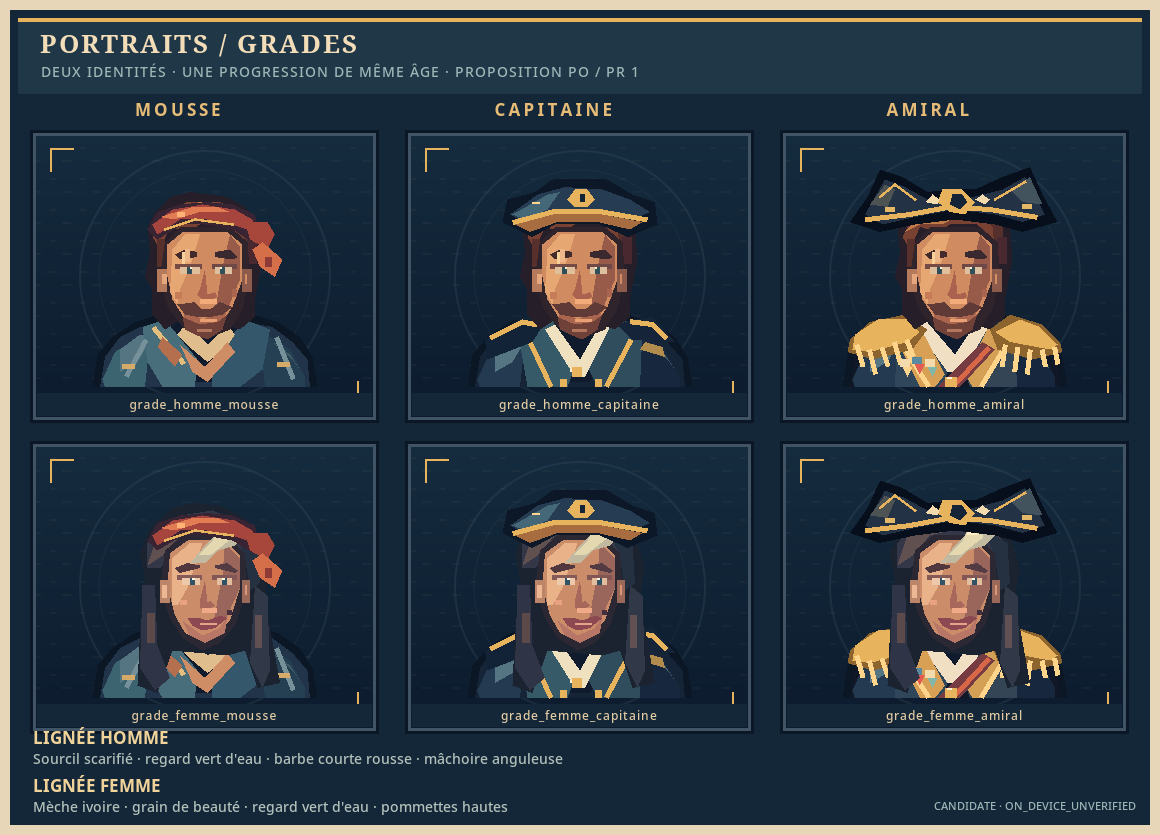 PORTRAITS / GRADES
DEUX IDENTITÉS · UNE PROGRESSION DE MÊME ÂGE · PROPOSITION PO / PR 1
MOUSSE
CAPITAINE
AMIRAL
grade_homme_mousse
grade_homme_capitaine
grade_homme_amiral
grade_femme_mousse
grade_femme_capitaine
grade_femme_amiral
LIGNÉE HOMME
Sourcil scarifié · regard vert d'eau · barbe courte rousse · mâchoire anguleuse
LIGNÉE FEMME
Mèche ivoire · grain de beauté · regard vert d'eau · pommettes hautes
CANDIDATE · ON_DEVICE_UNVERIFIED